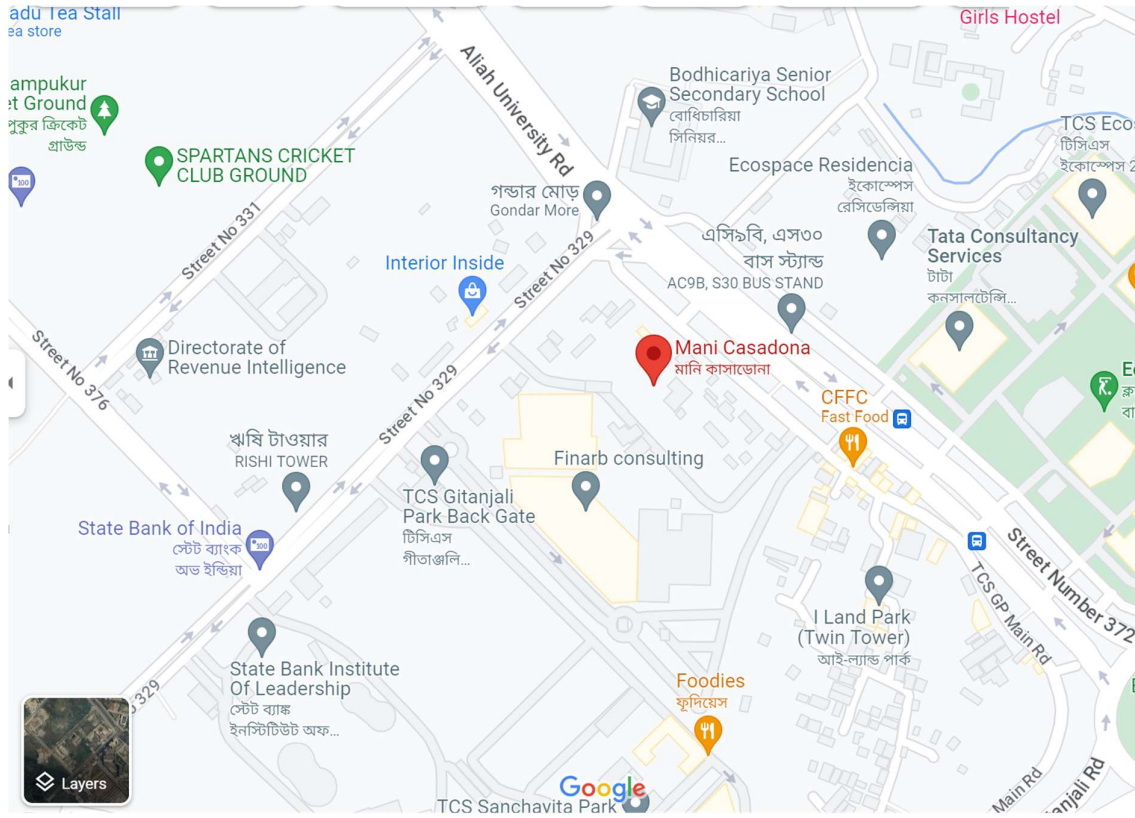 adu Tea Stall
ea store
Girls Hostel
Aliah University Rd
Bodhicariya Senior
Secondary School
বোধিচারিয়া
সিনিয়র...
ampukur
et Ground
পুকুর ক্রিকেট
গ্রাউন্ড
TCS Ecos
টিসিএস
ইকোস্পেস 2
SPARTANS CRICKET
CLUB GROUND
Ecospace Residencia
ইকোস্পেস
রেসিডেন্সিয়া
গন্ডার মোড়
Gondar More
Street No 331
Street No 329
এসি৯বি, এস৩০
বাস স্ট্যান্ড
AC9B, S30 BUS STAND
Tata Consultancy
Services
টাটা
কনসালটেন্সি...
Interior Inside
Street No 376
Directorate of
Revenue Intelligence
Mani Casadona
মানি কাসাডোনা
Street No 329
CFFC
Fast Food
ঋষি টাওয়ার
RISHI TOWER
Finarb consulting
TCS Gitanjali
Park Back Gate
টিসিএস
গীতাঞ্জলি...
State Bank of India
স্টেট ব্যাংক
অভ ইন্ডিয়া
Street Number 372
TCS GP Main Rd
I Land Park
(Twin Tower)
আই-ল্যান্ড পার্ক
State Bank Institute
Of Leadership
স্টেট ব্যাঙ্ক
ইনস্টিটিউট অফ...
329
Foodies
ফূদিয়েস
Layers
Google
TCS Sanchavita Park
Main Rd
anjali Rd